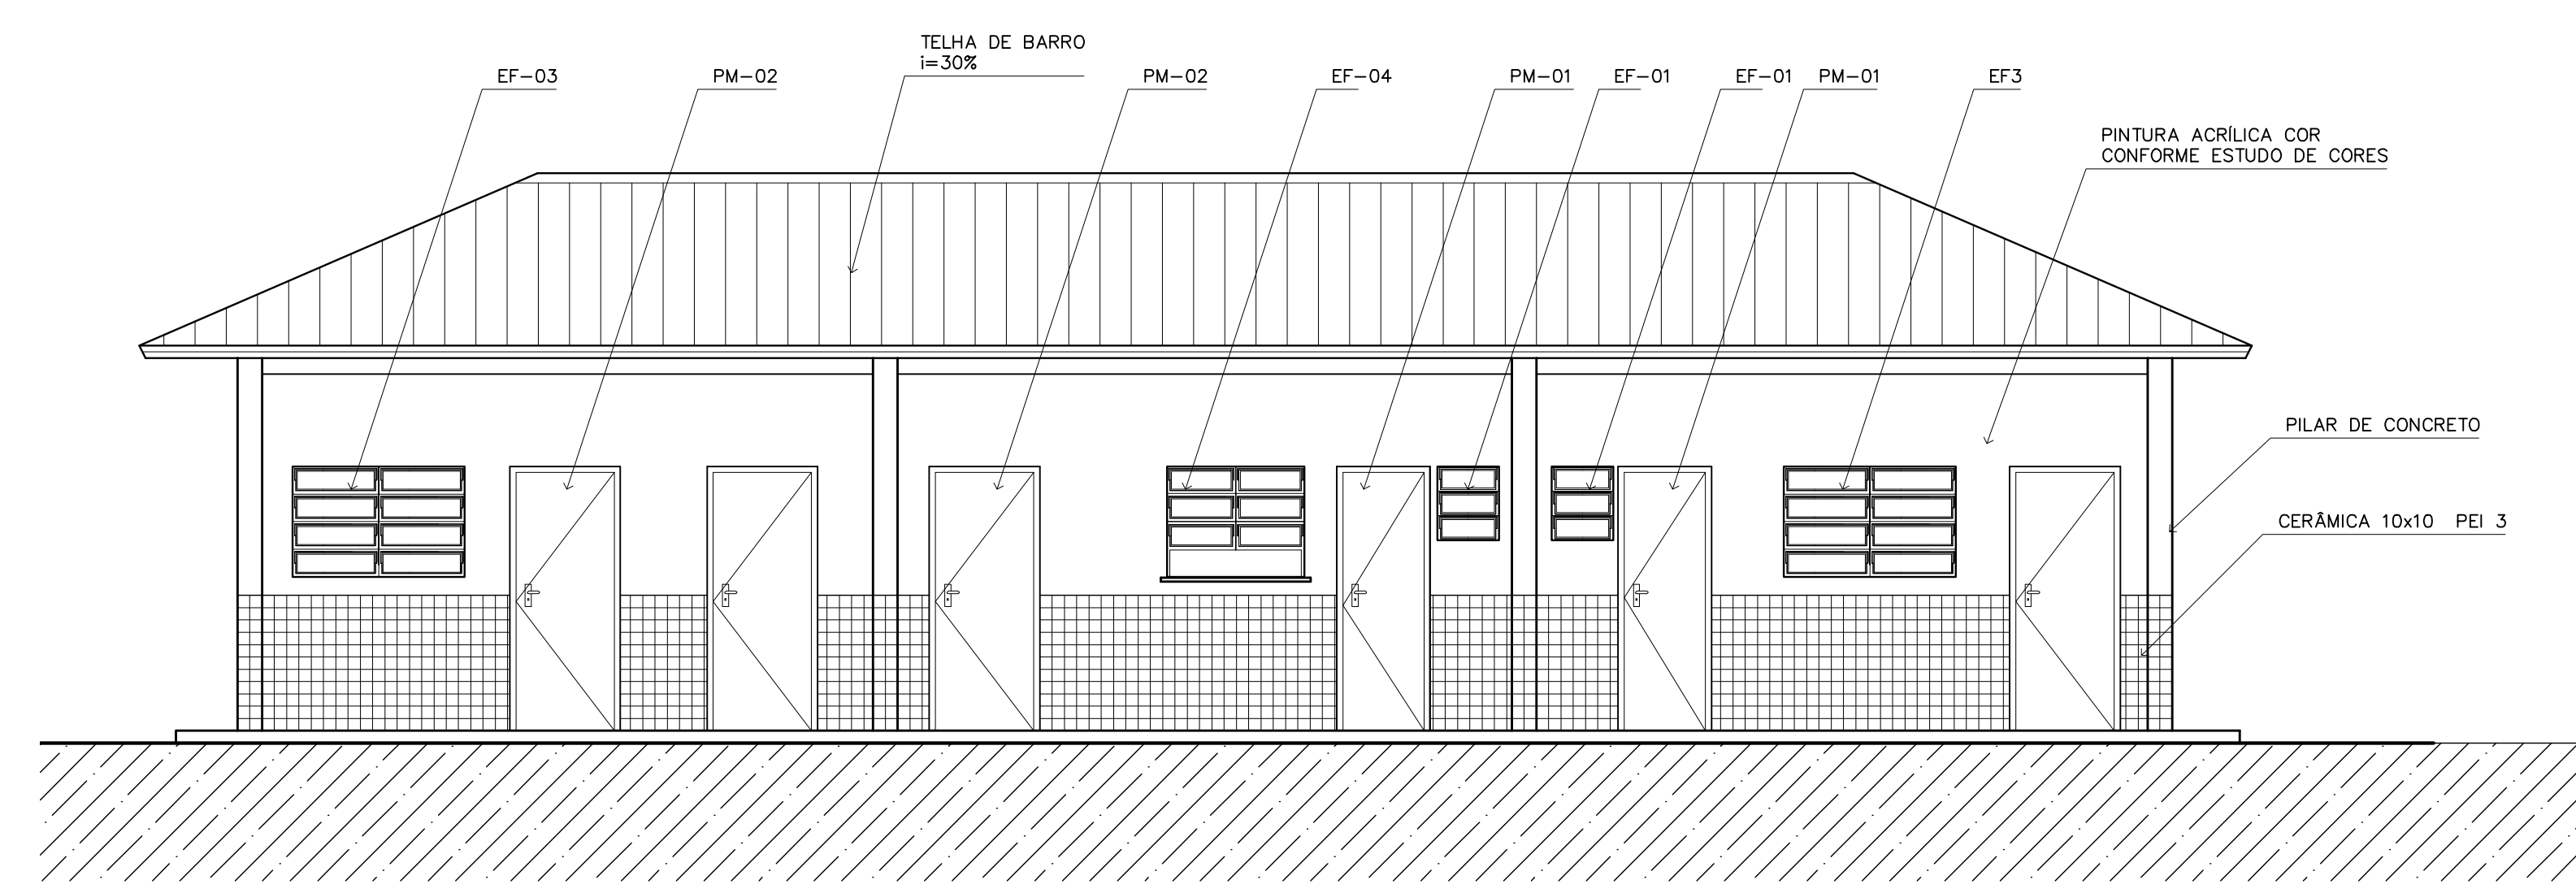 TELHA DE BARRO
i=30%
EF-03
PM-02
PM-02
EF-04
PM-01
EF-01
EF-01
PM-01
EF3
PINTURA ACRÍLICA COR
CONFORME ESTUDO DE CORES
PILAR DE CONCRETO
CERÂMICA 10x10 PEI 3